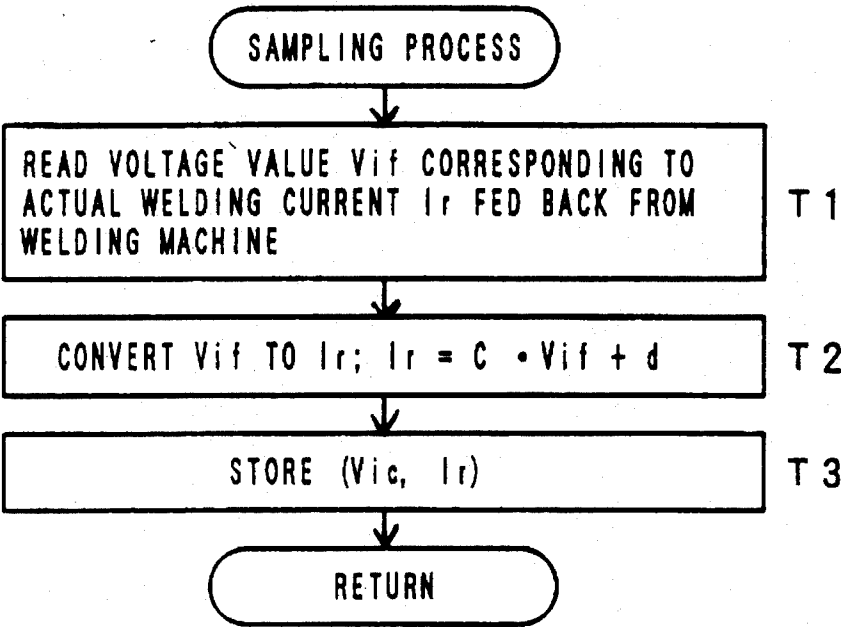 SAMPLING PROCESS
READ VOLTAGE VALUE Vif CORRESPONDING TO
ACTUAL WELDING CURRENT Ir FED BACK FROM
WELDING MACHINE
T1
CONVERT Vif TO Ir; Ir = C • Vif + d
T2
STORE (Vic, Ir)
T3
RETURN